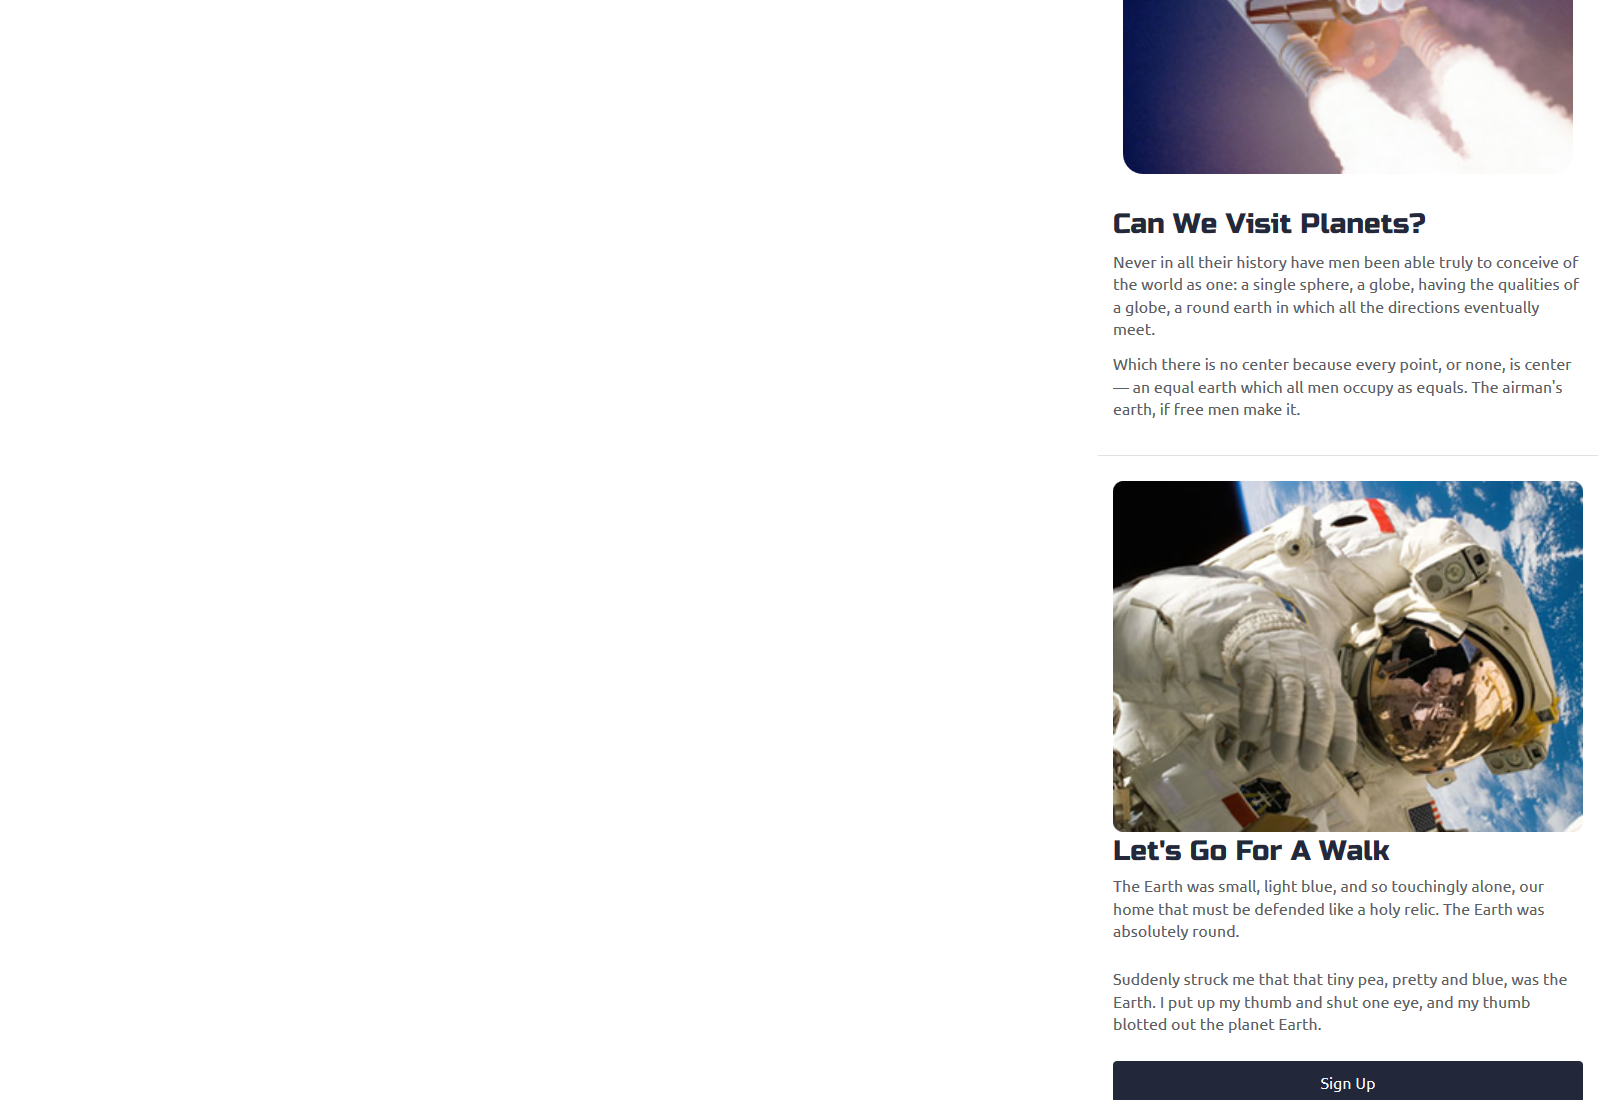 Can We Visit Planets?
Never in all their history have men been able truly to conceive of
the world as one: a single sphere, a globe, having the qualities of
a globe, a round earth in which all the directions eventually
meet.
Which there is no center because every point, or none, is center
— an equal earth which all men occupy as equals. The airman's
earth, if free men make it.
Let's Go For A Walk
The Earth was small, light blue, and so touchingly alone, our
home that must be defended like a holy relic. The Earth was
absolutely round.
Suddenly struck me that that tiny pea, pretty and blue, was the
Earth. I put up my thumb and shut one eye, and my thumb
blotted out the planet Earth.
Sign Up